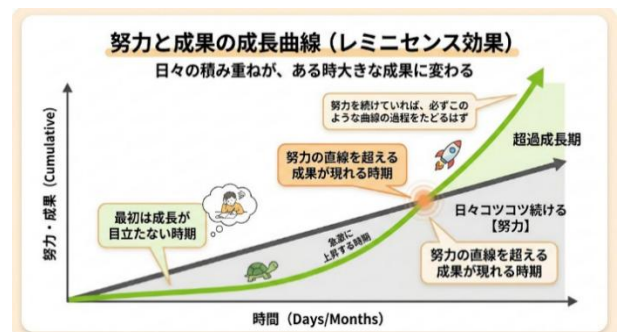 努力と成果の成長曲線（レミニセンス効果）
日々の積み重ねが、ある時大きな成果に変わる
努力を続けていれば、必ずこの
ような曲線の過程をたどるはず
超過成長期
努力の直線を超える
成果が現れる時期
最初は成長が
目立たない時期
日々コツコツ続ける
【努力】
急激に
上昇する時期
努力の直線を超える
成果が現れる時期
努力・成果（Cumulative）
時間（Days/Months）